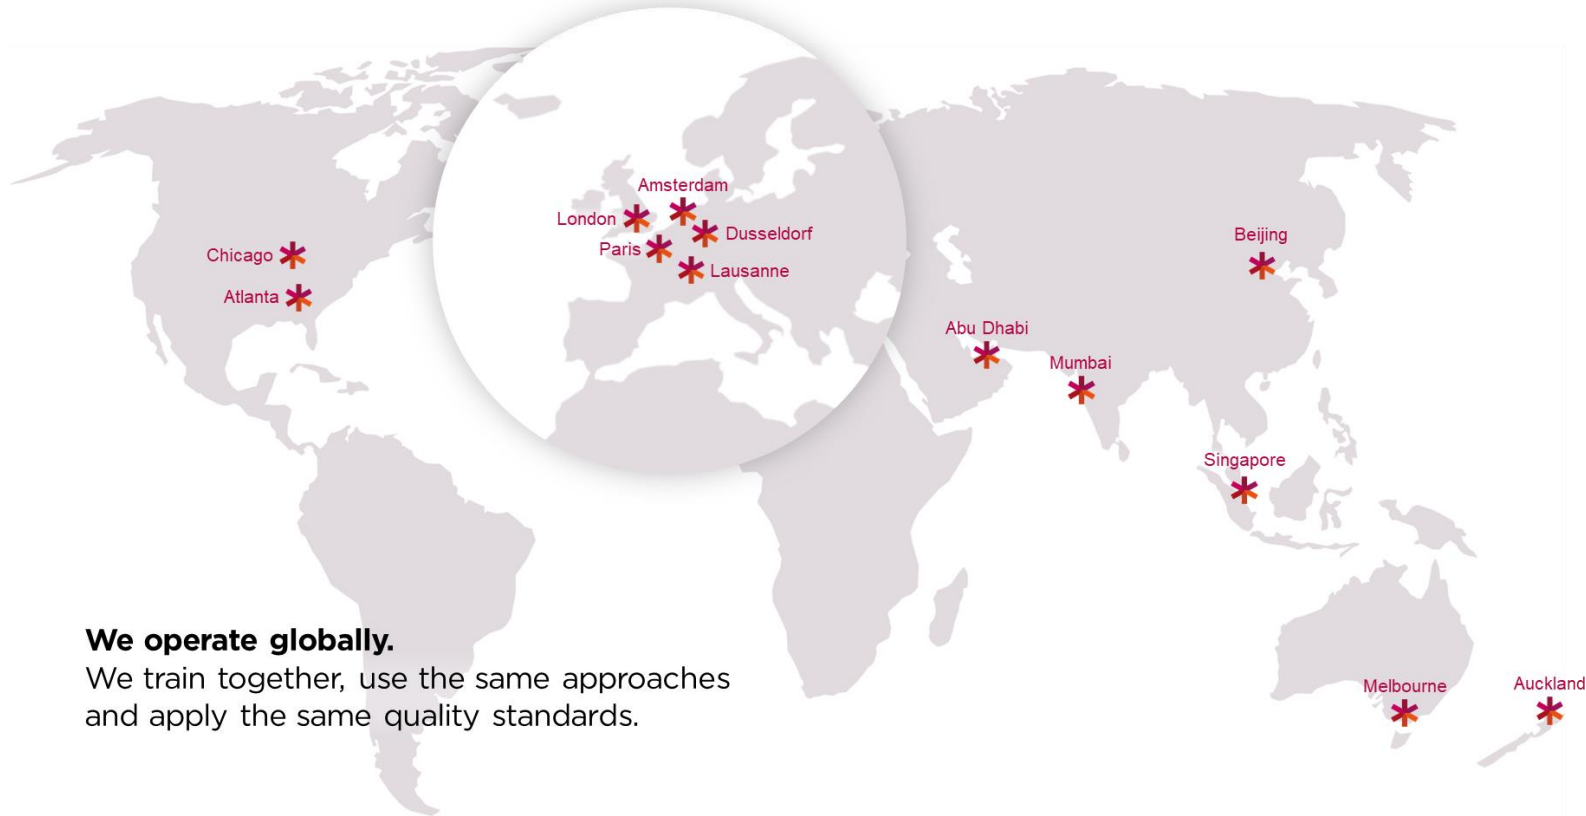 Amsterdam
London
Dusseldorf
Paris
Lausanne
Chicago
Atlanta
Beijing
Abu Dhabi
Mumbai
Singapore
Melbourne
Auckland
We operate globally.
We train together, use the same approaches
and apply the same quality standards.